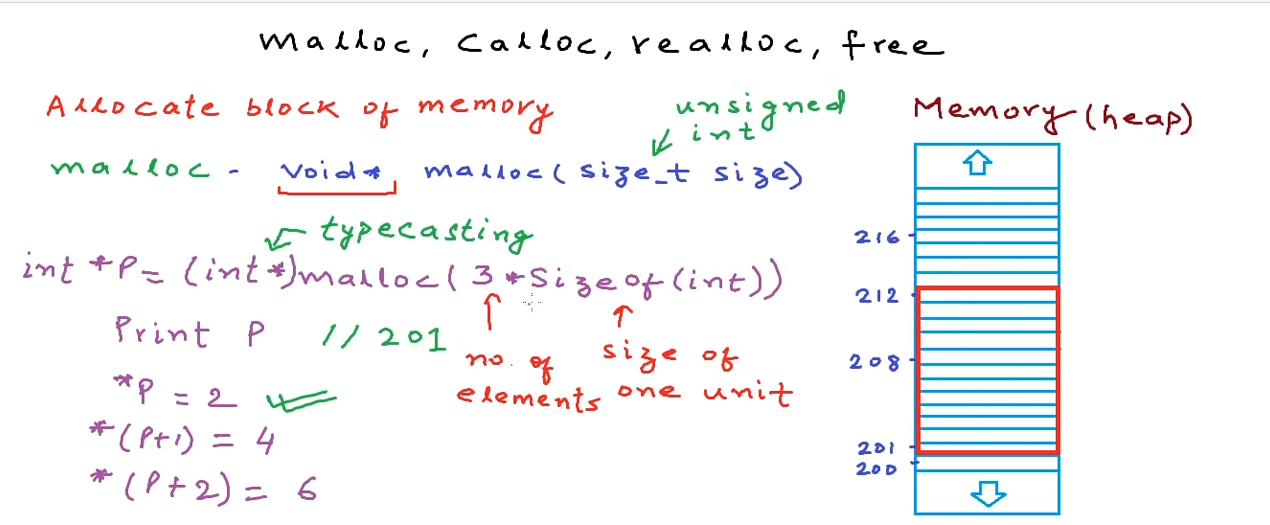 malloc, calloc, realloc, free
Allocate block of memory
unsigned
int
malloc - void* malloc(size_t size)
typecasting
int *P = (int*)malloc(3*Sizeof(int))
Print P // 201
no. of
elements
size of
one unit
*P = 2
*(P+1) = 4
*(P+2) = 6
Memory (heap)
216
212
208
201
200